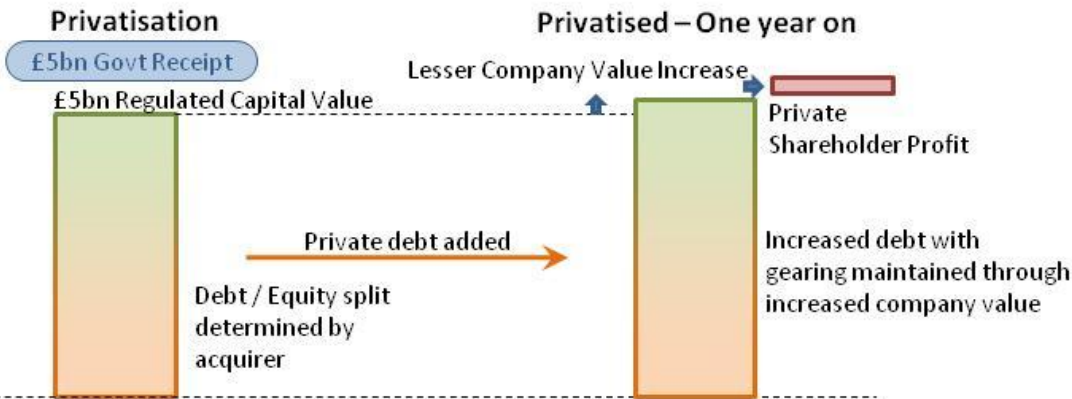 Privatisation
£5bn Govt Receipt
£5bn Regulated Capital Value
Debt / Equity split
determined by
acquirer
Private debt added
Privatised – One year on
Lesser Company Value Increase
Private
Shareholder Profit
Increased debt with
gearing maintained through
increased company value